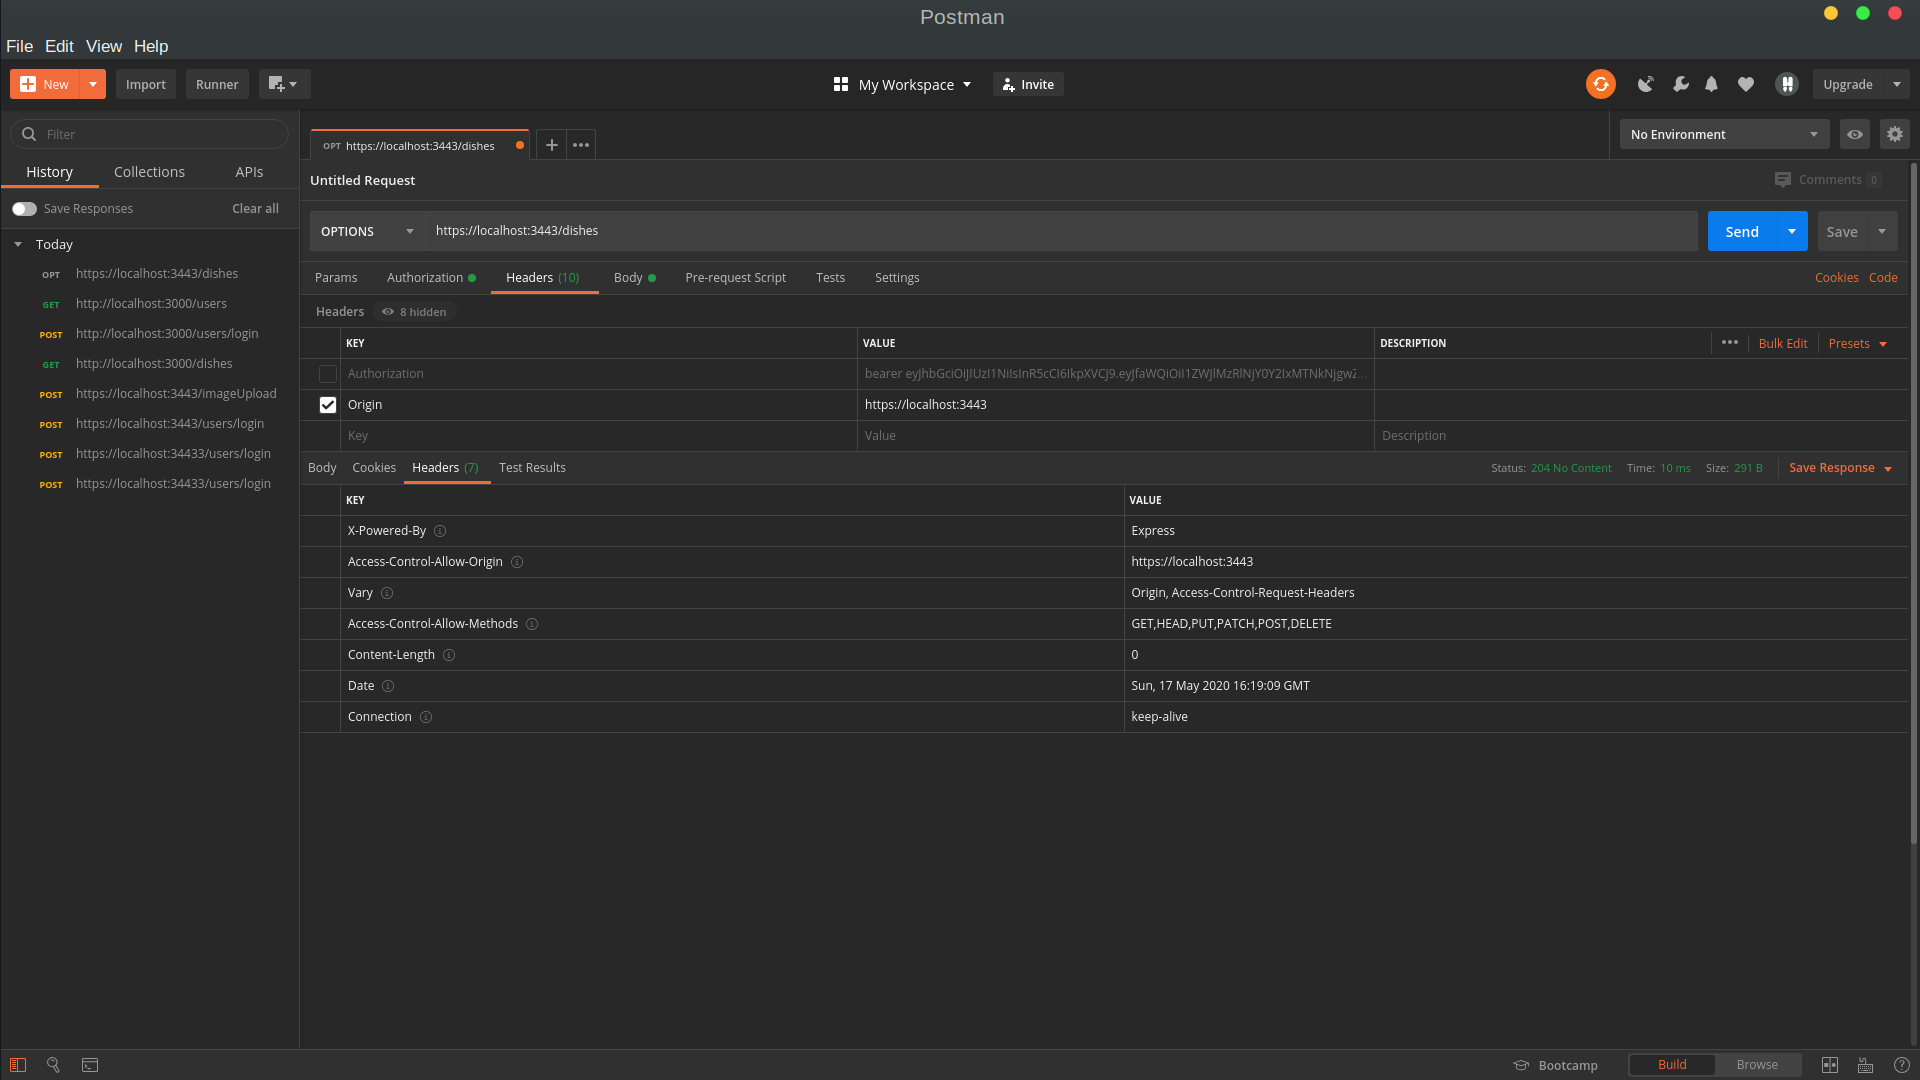 Postman
File Edit View Help
New Import Runner My Workspace Invite Upgrade
Filter
History Collections APIs
Save Responses Clear all
Today
OPT https://localhost:3443/dishes
GET http://localhost:3000/users
POST http://localhost:3000/users/login
GET http://localhost:3000/dishes
POST https://localhost:3443/imageUpload
POST https://localhost:3443/users/login
POST https://localhost:34433/users/login
POST https://localhost:34433/users/login
OPT https://localhost:3443/dishes
No Environment
Untitled Request
Comments 0
OPTIONS https://localhost:3443/dishes Send Save
Params Authorization Headers (10) Body Pre-request Script Tests Settings Cookies Code
Headers 8 hidden
KEY VALUE DESCRIPTION Bulk Edit Presets
Authorization bearer
Origin https://localhost:3443
Key Value Description
Body Cookies Headers (7) Test Results Status: 204 No Content Time: 10 ms Size: 291 B Save Response
KEY VALUE
X-Powered-By Express
Access-Control-Allow-Origin https://localhost:3443
Vary Origin, Access-Control-Request-Headers
Access-Control-Allow-Methods GET,HEAD,PUT,PATCH,POST,DELETE
Content-Length 0
Date Sun, 17 May 2020 16:19:09 GMT
Connection keep-alive
Bootcamp Build Browse